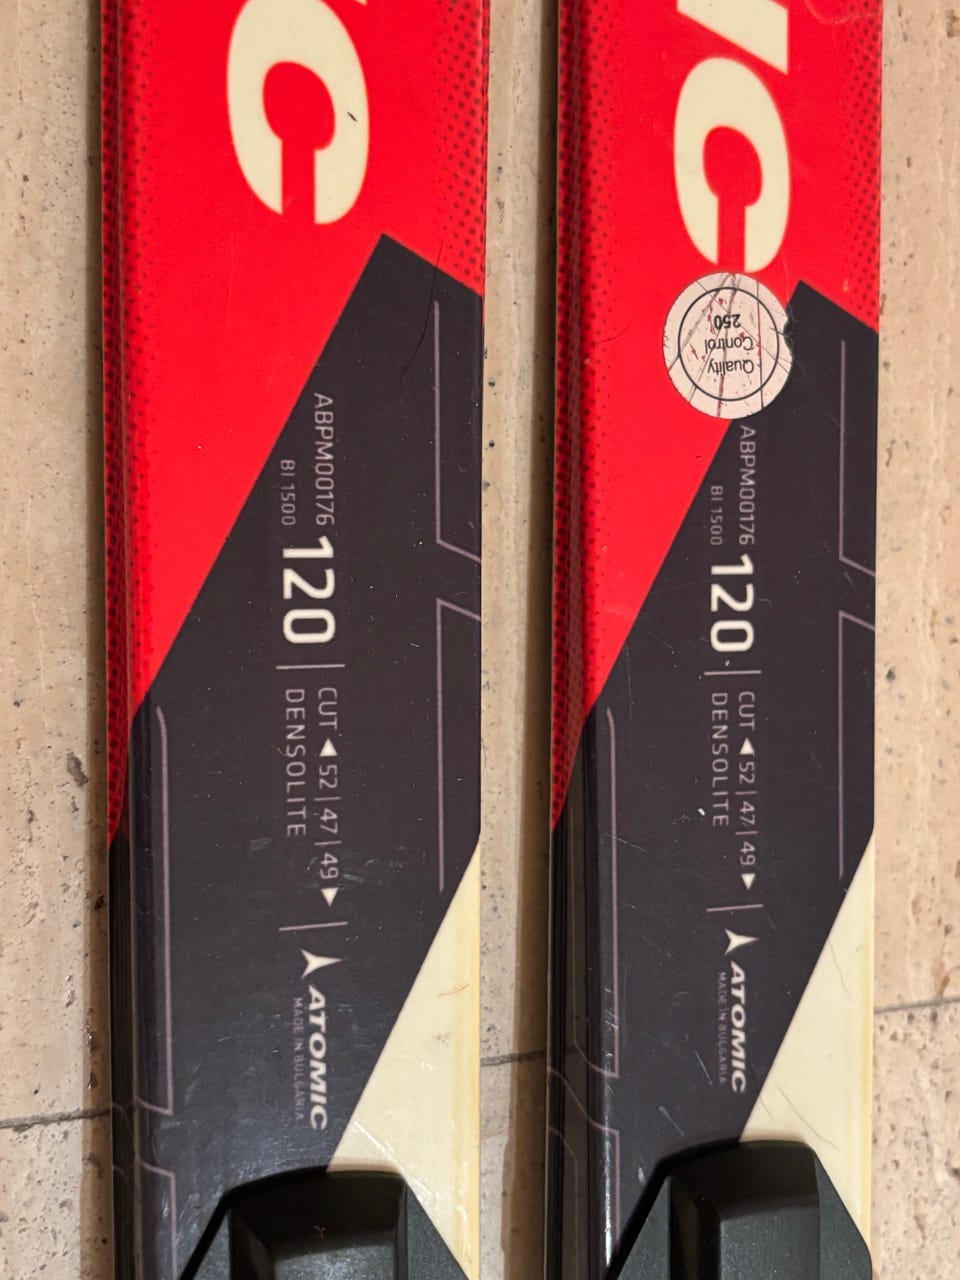 C
ABPM00176
BI 1500
120
CUT ◀ 52 | 47 | 49 ▶
DENSOLITE
ATOMIC
MADE IN BULGARIA
IC
Quality
Control
250
ABPM00176
BI 1500
120
CUT ◀ 52 | 47 | 49 ▶
DENSOLITE
ATOMIC
MADE IN BULGARIA